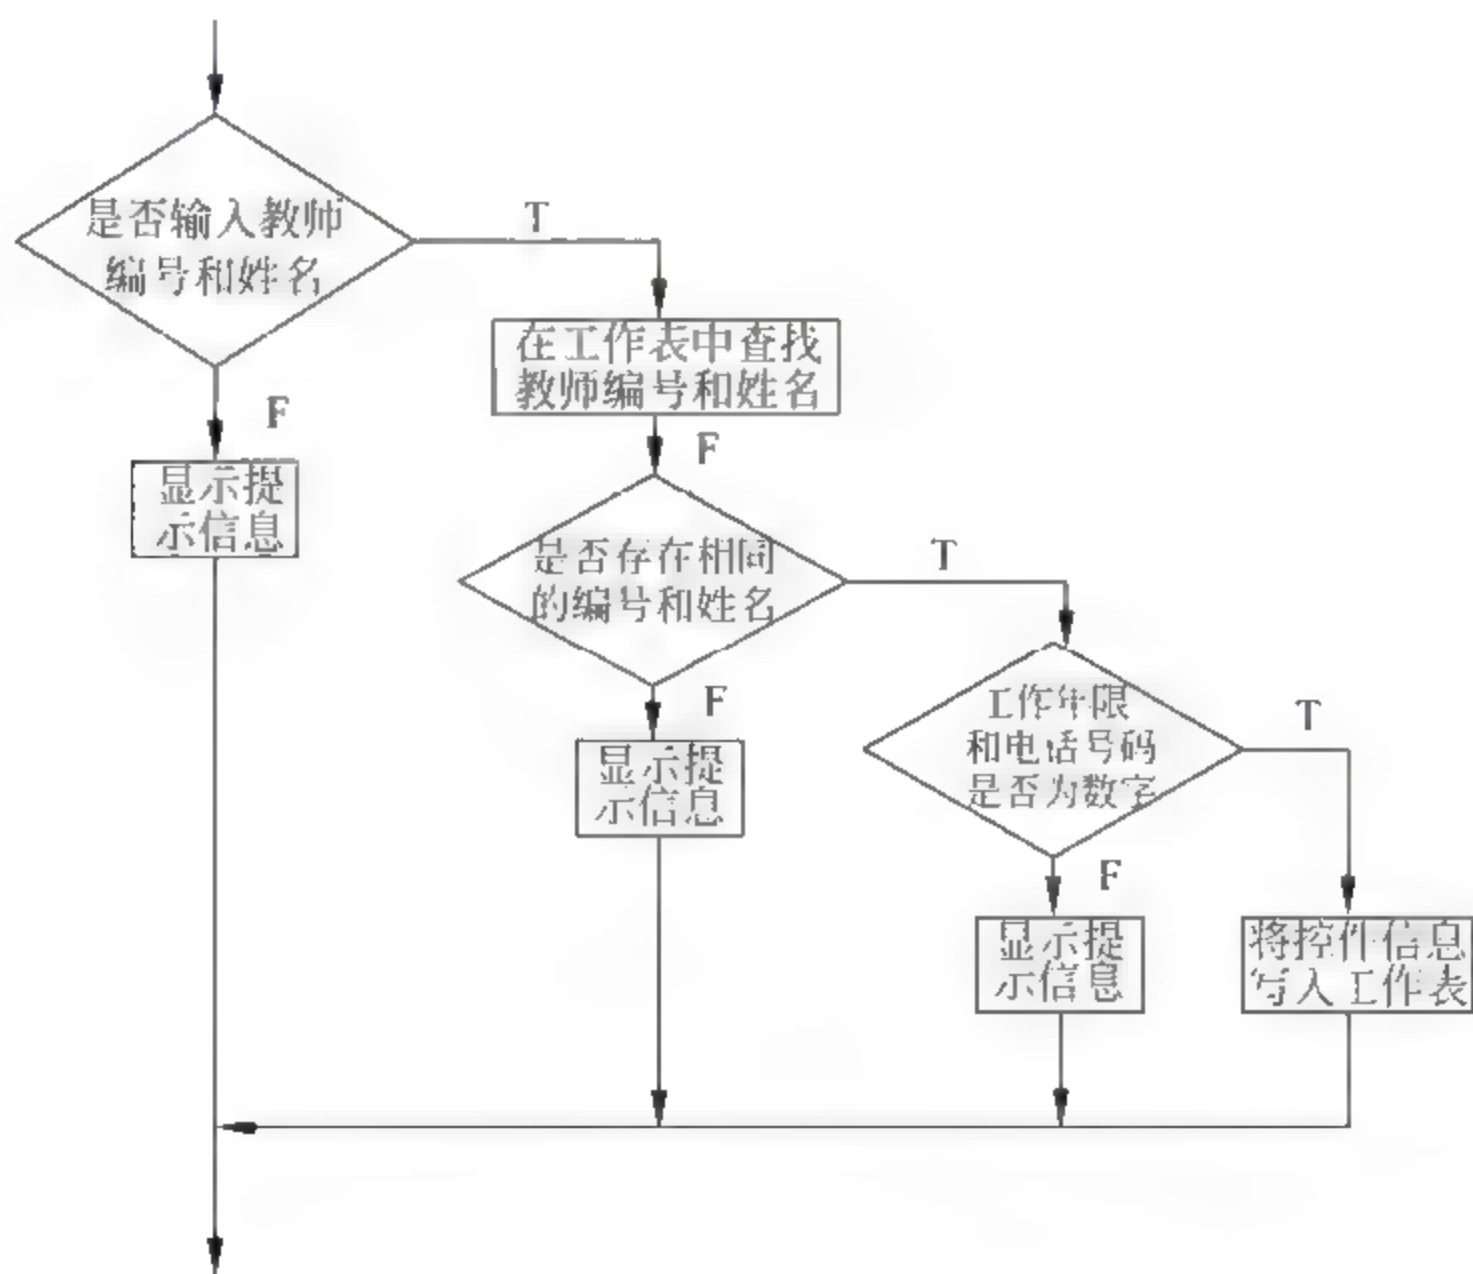 是否输入教师
编号和姓名
T
F
在工作表中查找
教师编号和姓名
F
显示提
示信息
是否存在相同
的编号和姓名
T
F
显示提
示信息
工作年限
和电话号码
是否为数字
T
F
显示提
示信息
将控件信息
写入工作表